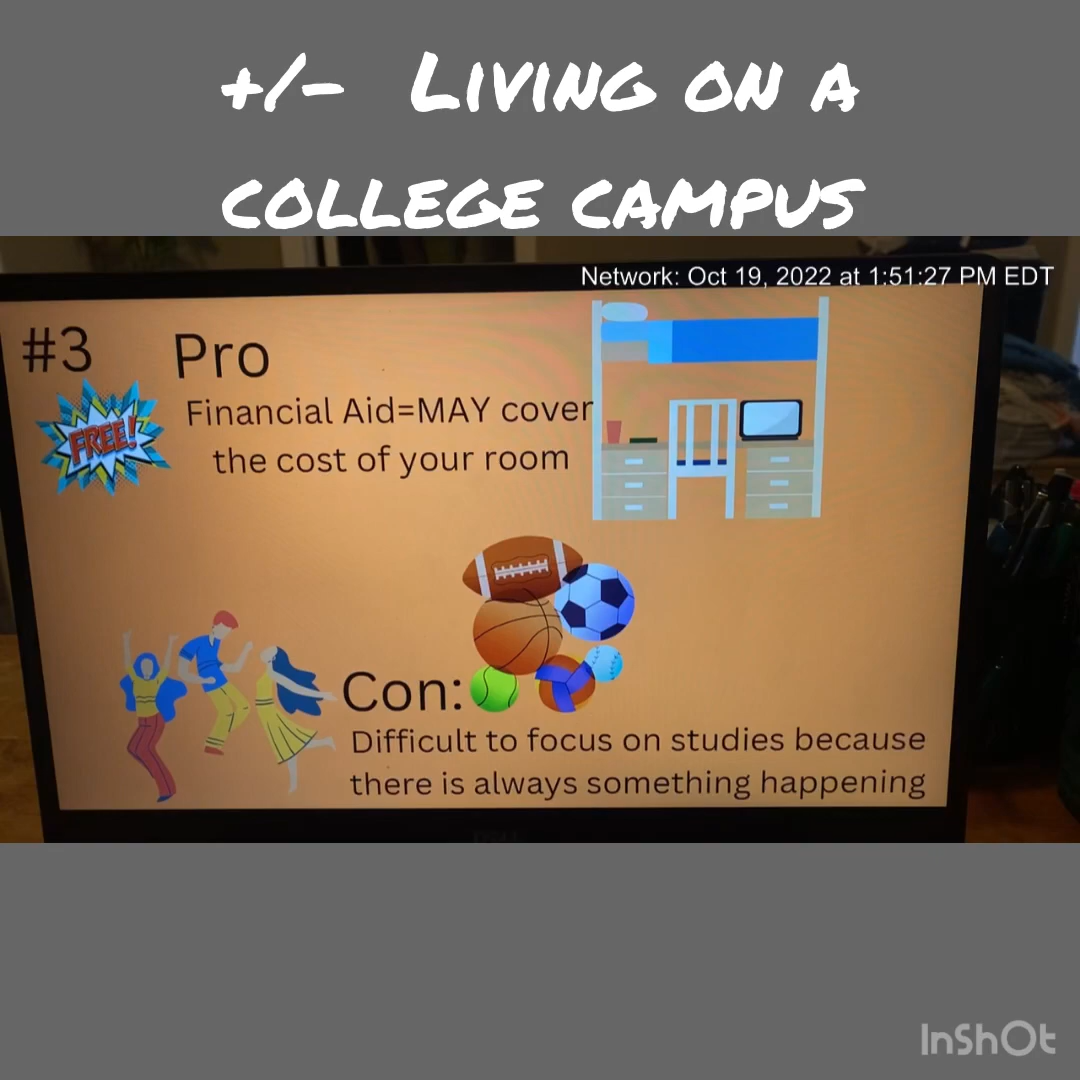 +/- LIVING ON A
COLLEGE CAMPUS
Network: Oct 19, 2022 at 1:51:27 PM EDT
#3
Pro
FREE!
Financial Aid=MAY cover
the cost of your room
Con:
Difficult to focus on studies because
there is always something happening
InShOt